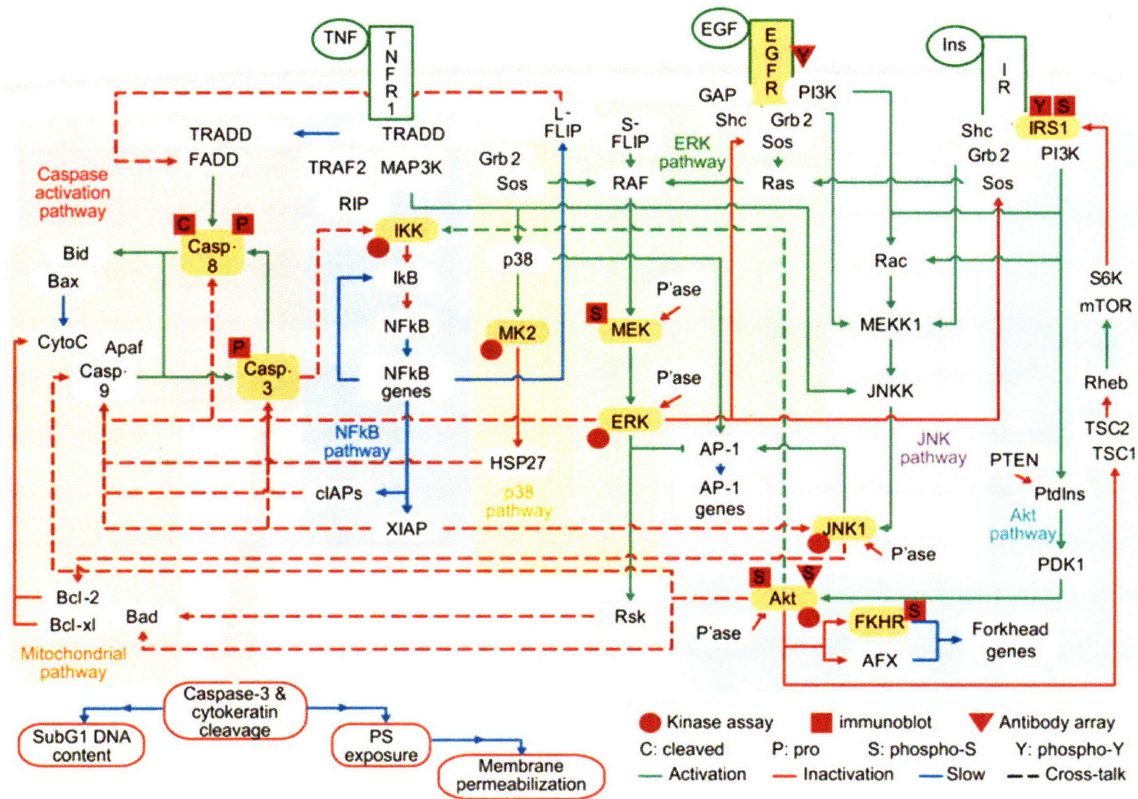 TNF
T
N
F
R
1
EGF
E
G
F
R
Y
Ins
I
R
Y S
IRS1
PI3K
GAP
PI3K
Shc
Grb2
Sos
Ras
Shc
Grb2
Sos
L-
FLIP
S-
FLIP
ERK
pathway
TRADD
FADD
TRADD
TRAF2
MAP3K
RIP
Grb2
Sos
RAF
Caspase
activation
pathway
C
P
Casp-
8
Bid
Bax
CytoC
Apaf
Casp-
9
P
Casp-
3
IKK
IkB
NFkB
NFkB
genes
NFkB
pathway
cIAPs
XIAP
p38
MK2
HSP27
p38
pathway
P'ase
S
MEK
P'ase
ERK
AP-1
AP-1
genes
Rac
MEKK1
JNKK
JNK
pathway
JNK1
P'ase
S6K
mTOR
Rheb
TSC2
TSC1
PTEN
PtdIns
Akt
pathway
PDK1
S
S
Akt
P'ase
S
FKHR
AFX
Forkhead
genes
Rsk
Bcl-2
Bcl-xl
Bad
Mitochondrial
pathway
Caspase-3 &
cytokeratin
cleavage
SubG1 DNA
content
PS
exposure
Membrane
permeabilization
Kinase assay immunoblot Antibody array
C: cleaved P: pro S: phospho-S Y: phospho-Y
Activation Inactivation Slow Cross-talk